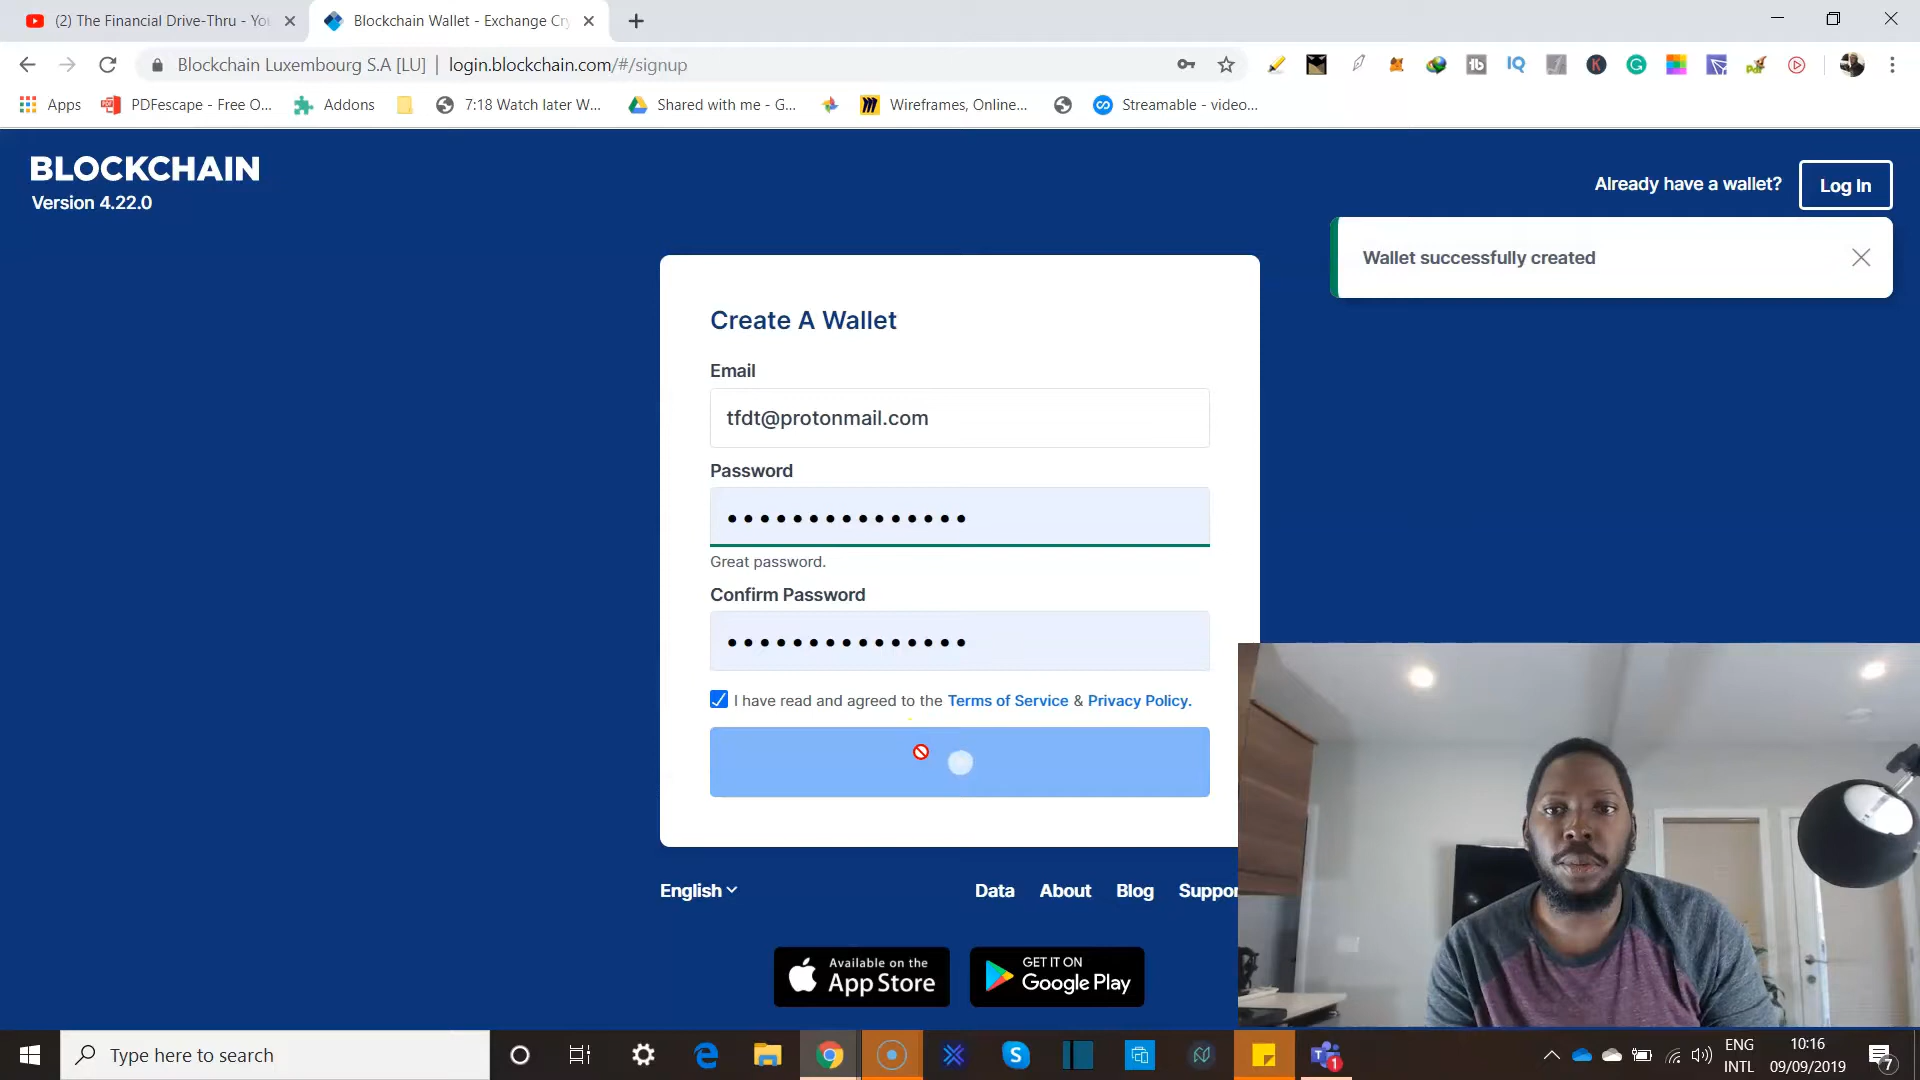 (2) The Financial Drive-Thru - You
Blockchain Wallet - Exchange Cry
Blockchain Luxembourg S.A [LU] | login.blockchain.com/#/signup
Apps
PDFescape - Free O...
Addons
7:18 Watch later W...
Shared with me - G...
Wireframes, Online...
Streamable - video...
BLOCKCHAIN
Version 4.22.0
Already have a wallet?
Log In
Wallet successfully created
Create A Wallet
Email
tfdt@protonmail.com
Password
Great password.
Confirm Password
I have read and agreed to the Terms of Service & Privacy Policy.
English
Data
About
Blog
Suppor
Available on the
App Store
GET IT ON
Google Play
Type here to search
ENG
INTL
10:16
09/09/2019
7